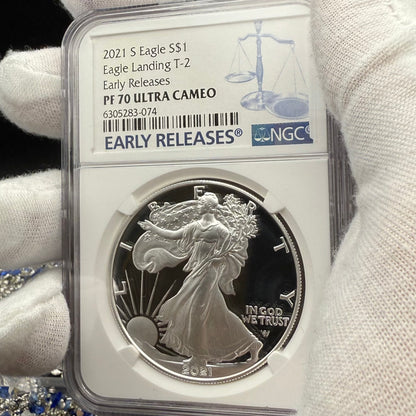 2021 S Eagle S$1
Eagle Landing T-2
Early Releases
PF 70 ULTRA CAMEO
6305283-074
EARLY RELEASES®
NGC
LIBERTY
IN GOD
WE TRUST
2021